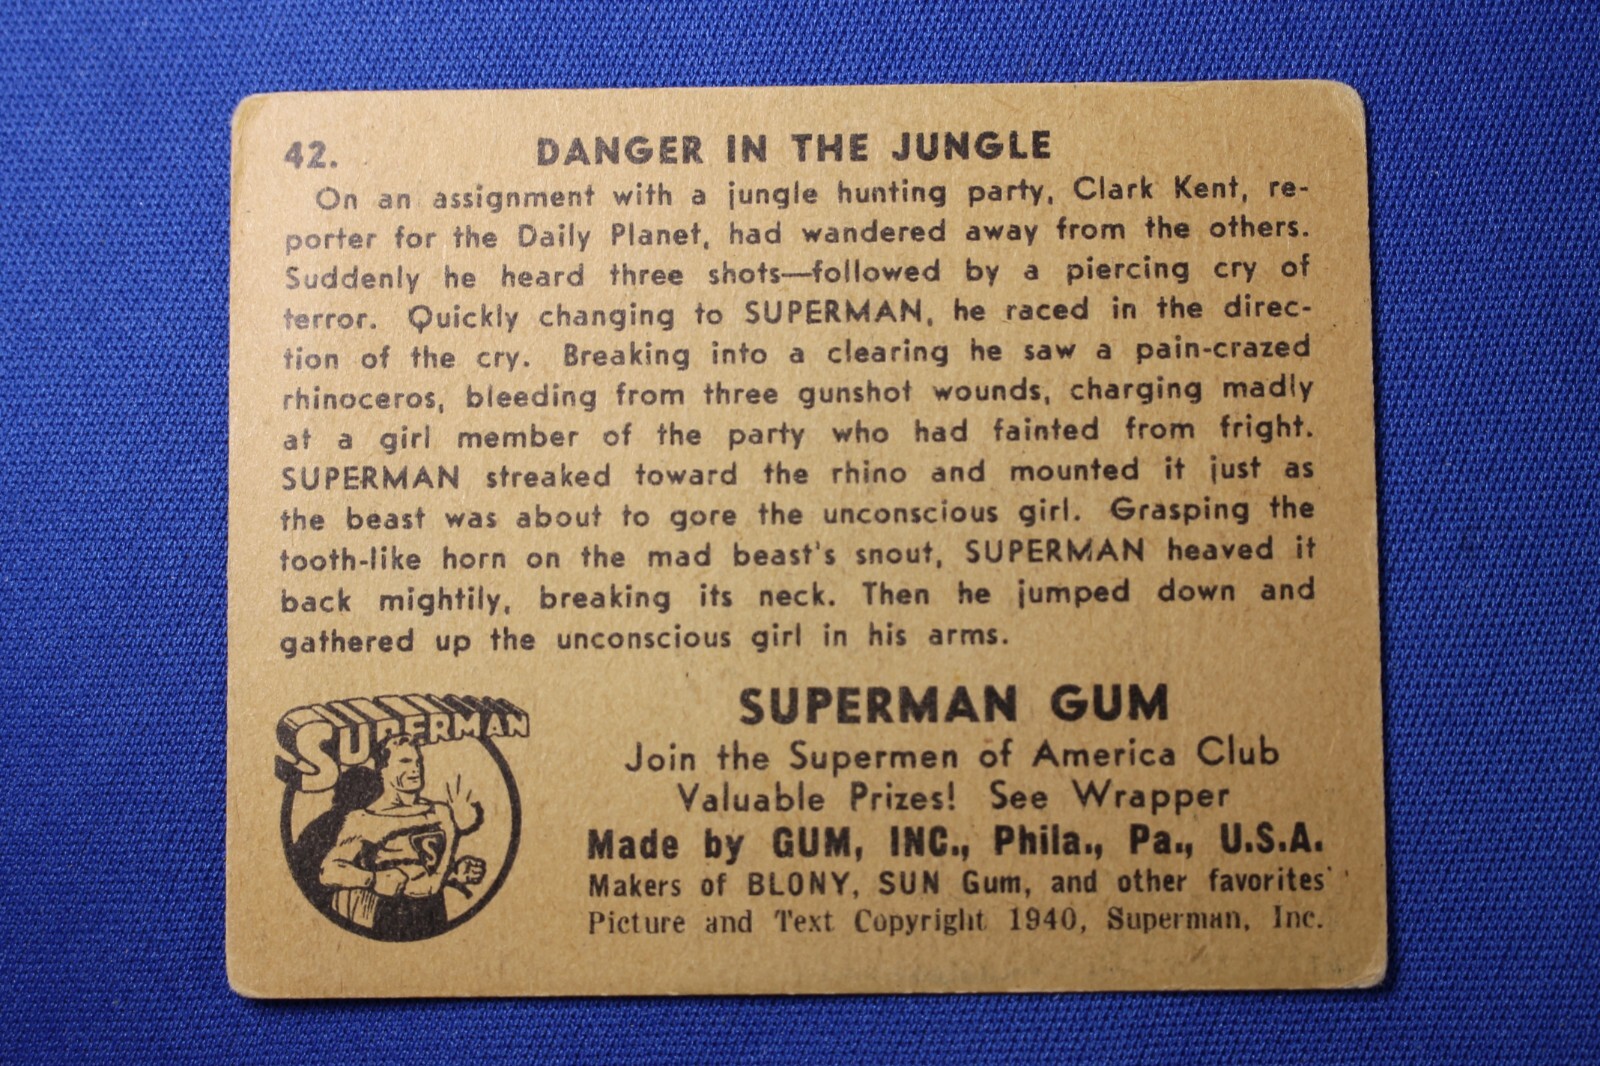 42. DANGER IN THE JUNGLE
On an assignment with a jungle hunting party, Clark Kent, re-
porter for the Daily Planet, had wandered away from the others.
Suddenly he heard three shots—followed by a piercing cry of
terror. Quickly changing to SUPERMAN, he raced in the direc-
tion of the cry. Breaking into a clearing he saw a pain-crazed
rhinoceros, bleeding from three gunshot wounds, charging madly
at a girl member of the party who had fainted from fright.
SUPERMAN streaked toward the rhino and mounted it just as
the beast was about to gore the unconscious girl. Grasping the
tooth-like horn on the mad beast's snout, SUPERMAN heaved it
back mightily, breaking its neck. Then he jumped down and
gathered up the unconscious girl in his arms.
SUPERMAN
S
SUPERMAN GUM
Join the Supermen of America Club
Valuable Prizes! See Wrapper
Made by GUM, INC., Phila., Pa., U.S.A.
Makers of BLONY, SUN Gum, and other favorites
Picture and Text Copyright 1940, Superman, Inc.